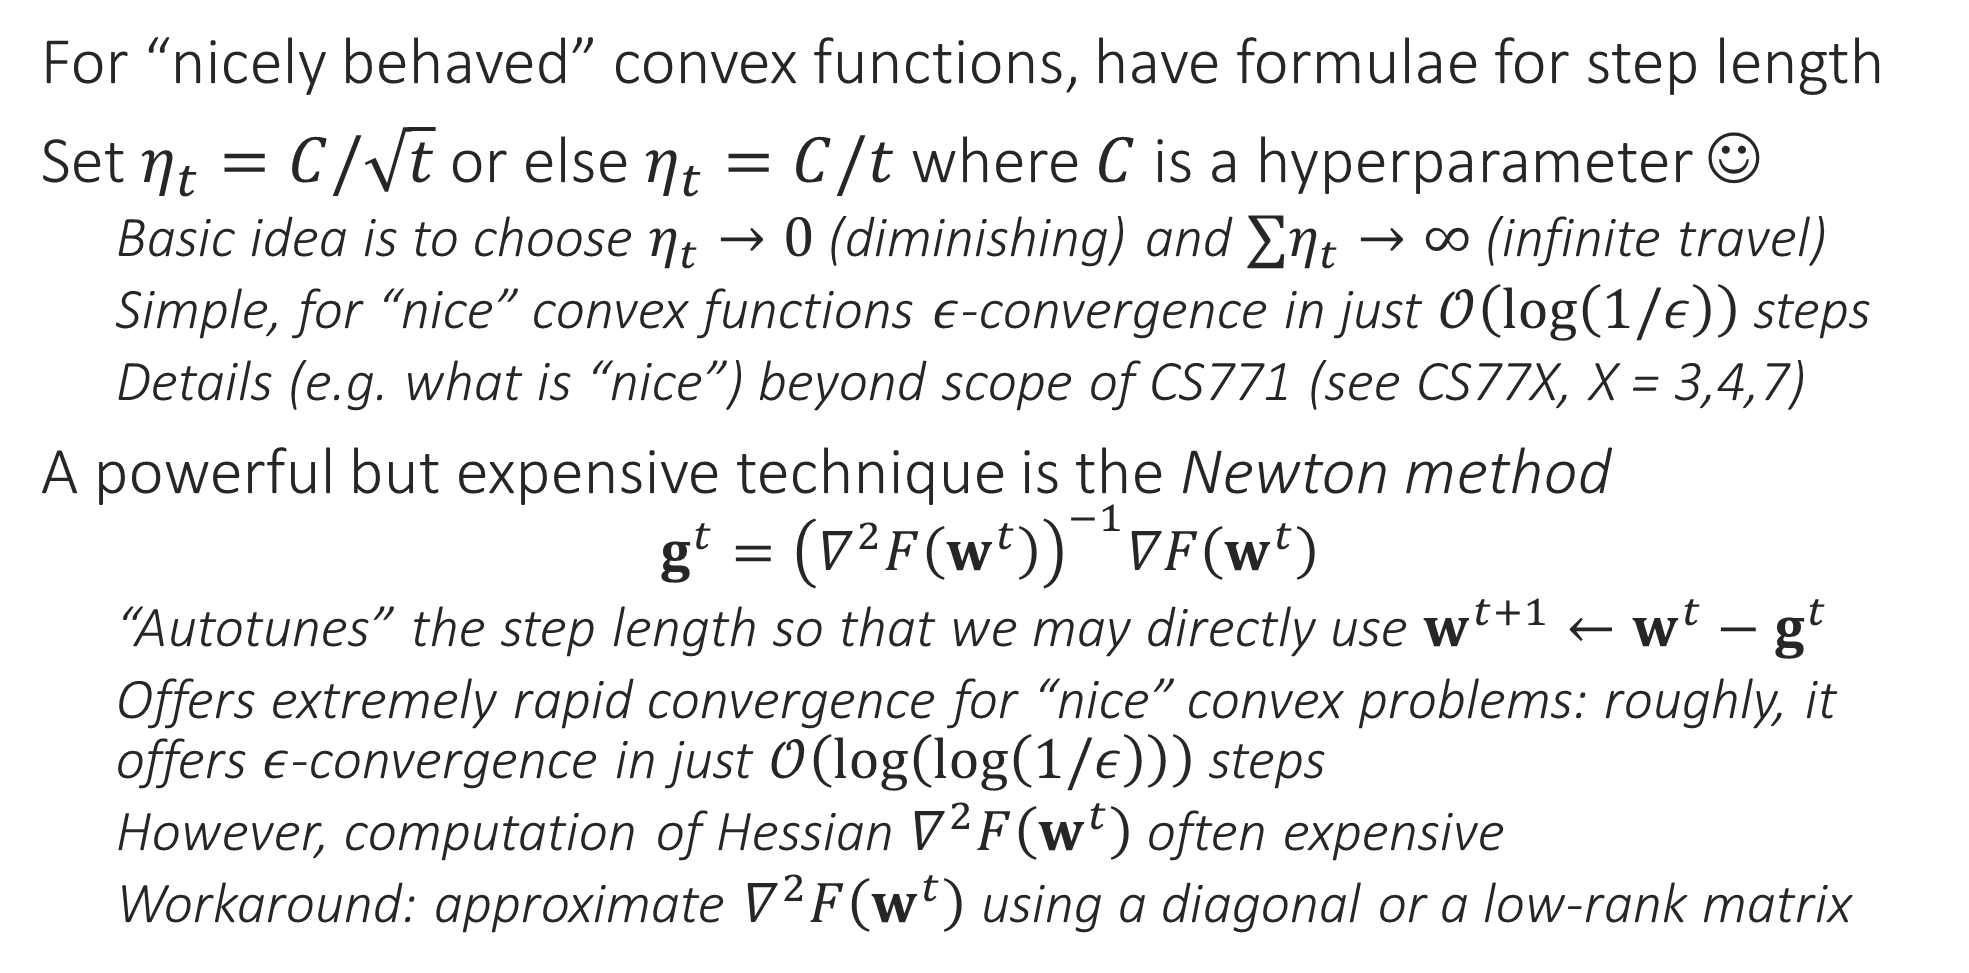 For “nicely behaved” convex functions, have formulae for step length
Set η_t = C/√t or else η_t = C/t where C is a hyperparameter ☺
Basic idea is to choose η_t → 0 (diminishing) and ∑η_t → ∞ (infinite travel)
Simple, for “nice” convex functions ϵ-convergence in just 𝒪(log(1/ϵ)) steps
Details (e.g. what is “nice”) beyond scope of CS771 (see CS77X, X = 3,4,7)
A powerful but expensive technique is the Newton method
𝐠^t = (∇²F(𝐰^t))^−1 ∇F(𝐰^t)
“Autotunes” the step length so that we may directly use 𝐰^{t+1} ← 𝐰^t − 𝐠^t
Offers extremely rapid convergence for “nice” convex problems: roughly, it
offers ϵ-convergence in just 𝒪(log(log(1/ϵ))) steps
However, computation of Hessian ∇²F(𝐰^t) often expensive
Workaround: approximate ∇²F(𝐰^t) using a diagonal or a low-rank matrix